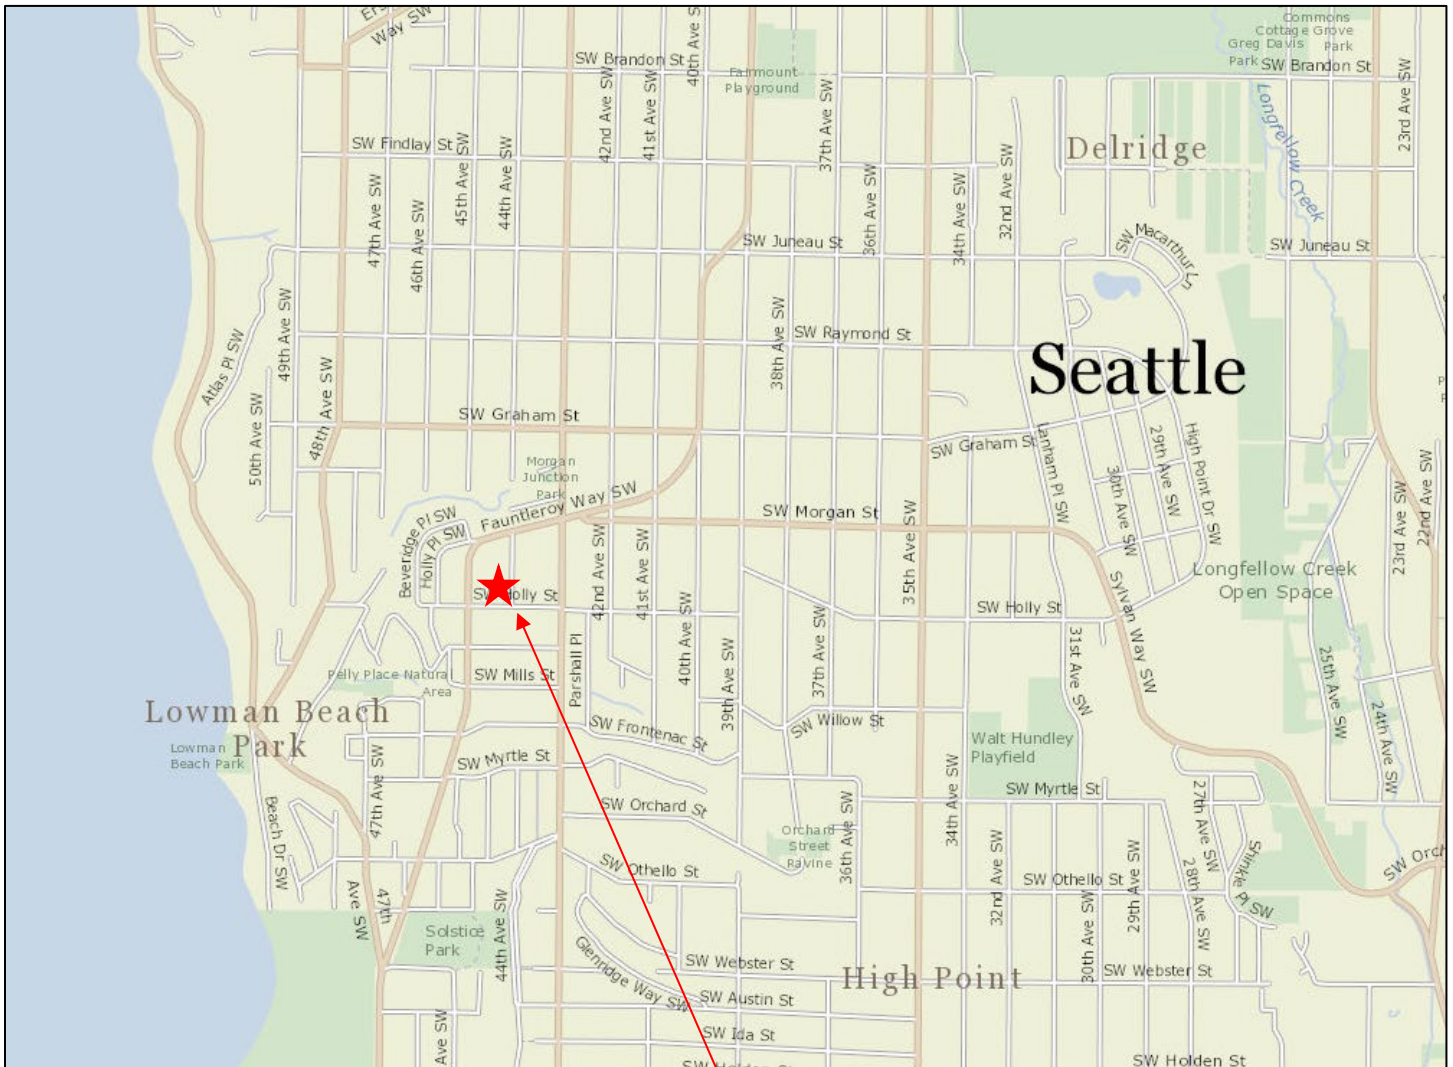 Way SW
40th Ave S
Commons
Cottage Grove
Park
Greg Davis
Park
SW Brandon St
SW Brandon St
Fairmount
Playground
42nd Ave SW
41st Ave SW
37th Ave SW
23rd Ave SW
Longfellow Creek
SW Findlay St
45th Ave SW
44th Ave SW
Delridge
47th Ave SW
46th Ave SW
36th Ave SW
34th Ave SW
32nd Ave SW
SW Juneau St
SW Macarthur Ln
SW Juneau St
Atlas Pl SW
49th Ave SW
48th Ave SW
38th Ave SW
SW Raymond St
Seattle
50th Ave SW
SW Graham St
SW Graham St
Lanham Pl SW
30th Ave SW
29th Ave SW
High Point Dr SW
Morgan
Junction
Park
Fauntleroy Way SW
SW Morgan St
35th Ave SW
23rd Ave SW
22nd Ave SW
Beveridge Pl SW
Holly Pl SW
42nd Ave SW
41st Ave SW
Longfellow Creek
Open Space
SW Holly St
SW Holly St
Sylvan Way SW
Parshall Pl
40th Ave SW
39th Ave SW
37th Ave SW
31st Ave SW
25th Ave SW
24th Ave SW
Pelly Place Natural
Area
SW Mills St
Lowman Beach
Park
Lowman
Beach Park
SW Frontenac St
SW Willow St
Walt Hundley
Playfield
47th Ave SW
SW Myrtle St
SW Myrtle St
Beach Dr SW
SW Orchard St
Orchard
Street
Ravine
36th Ave SW
34th Ave SW
32nd Ave SW
27th Ave SW
Shinkle Pl SW
SW Orch
SW Othello St
SW Othello St
29th Ave SW
28th Ave SW
30th Ave SW
47th
Ave SW
Solstice
Park
44th Ave SW
Glenridge Way SW
SW Webster St
High Point
SW Webster St
SW Austin St
Ave SW
SW Ida St
SW Holden St
SW Holden St